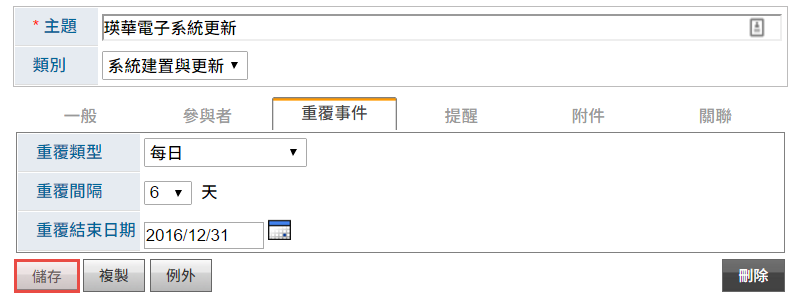 * 主題 瑛華電子系統更新
類別 系統建置與更新
一般 參與者 重覆事件 提醒 附件 關聯
重覆類型 每日
重覆間隔 6 天
重覆結束日期 2016/12/31
儲存 複製 例外 刪除